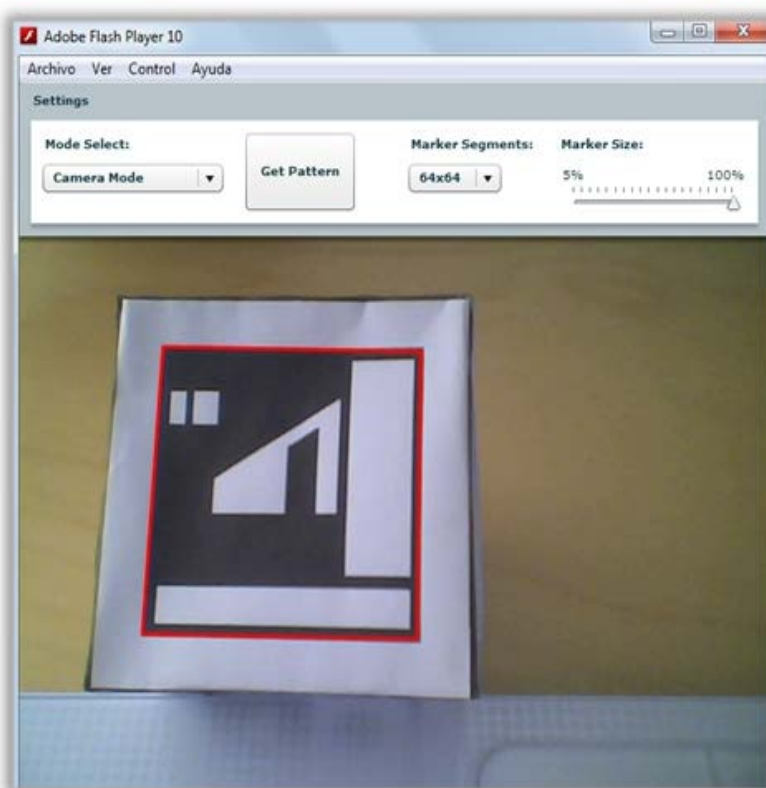 Adobe Flash Player 10
Archivo Ver Control Ayuda
Settings
Mode Select:
Camera Mode
Get Pattern
Marker Segments:
64x64
Marker Size:
5% 100%